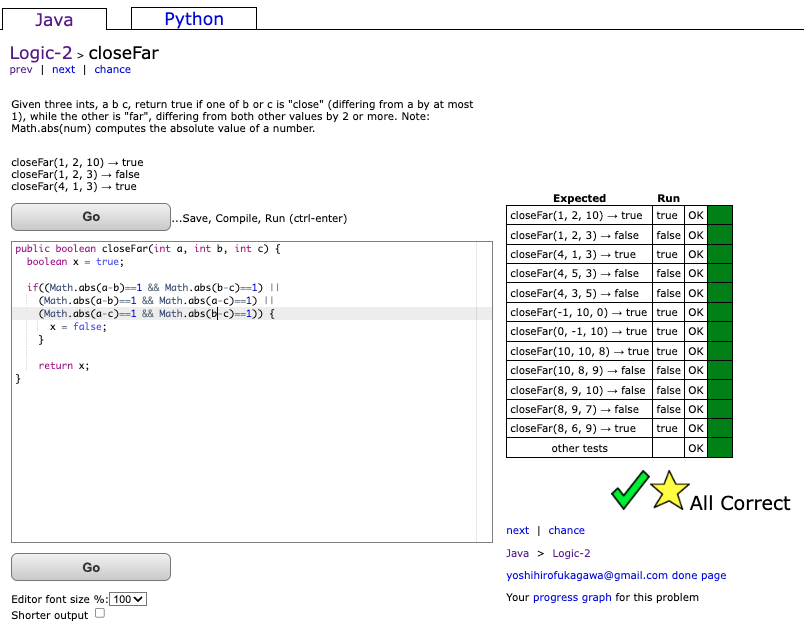 Java
Python
Logic-2 > closeFar
prev | next | chance
Given three ints, a b c, return true if one of b or c is "close" (differing from a by at most
1), while the other is "far", differing from both other values by 2 or more. Note:
Math.abs(num) computes the absolute value of a number.
closeFar(1, 2, 10) → true
closeFar(1, 2, 3) → false
closeFar(4, 1, 3) → true
Go
...Save, Compile, Run (ctrl-enter)
public boolean closeFar(int a, int b, int c) {
boolean x = true;
if((Math.abs(a-b)==1 && Math.abs(b-c)==1) ||
(Math.abs(a-b)==1 && Math.abs(a-c)==1) ||
(Math.abs(a-c)==1 && Math.abs(b-c)==1)) {
x = false;
}
return x;
}
Go
Editor font size %: 100
Shorter output
Expected Run
closeFar(1, 2, 10) → true true OK
closeFar(1, 2, 3) → false false OK
closeFar(4, 1, 3) → true true OK
closeFar(4, 5, 3) → false false OK
closeFar(4, 3, 5) → false false OK
closeFar(-1, 10, 0) → true true OK
closeFar(0, -1, 10) → true true OK
closeFar(10, 10, 8) → true true OK
closeFar(10, 8, 9) → false false OK
closeFar(8, 9, 10) → false false OK
closeFar(8, 9, 7) → false false OK
closeFar(8, 6, 9) → true true OK
other tests OK
All Correct
next | chance
Java > Logic-2
yoshihirofukagawa@gmail.com done page
Your progress graph for this problem